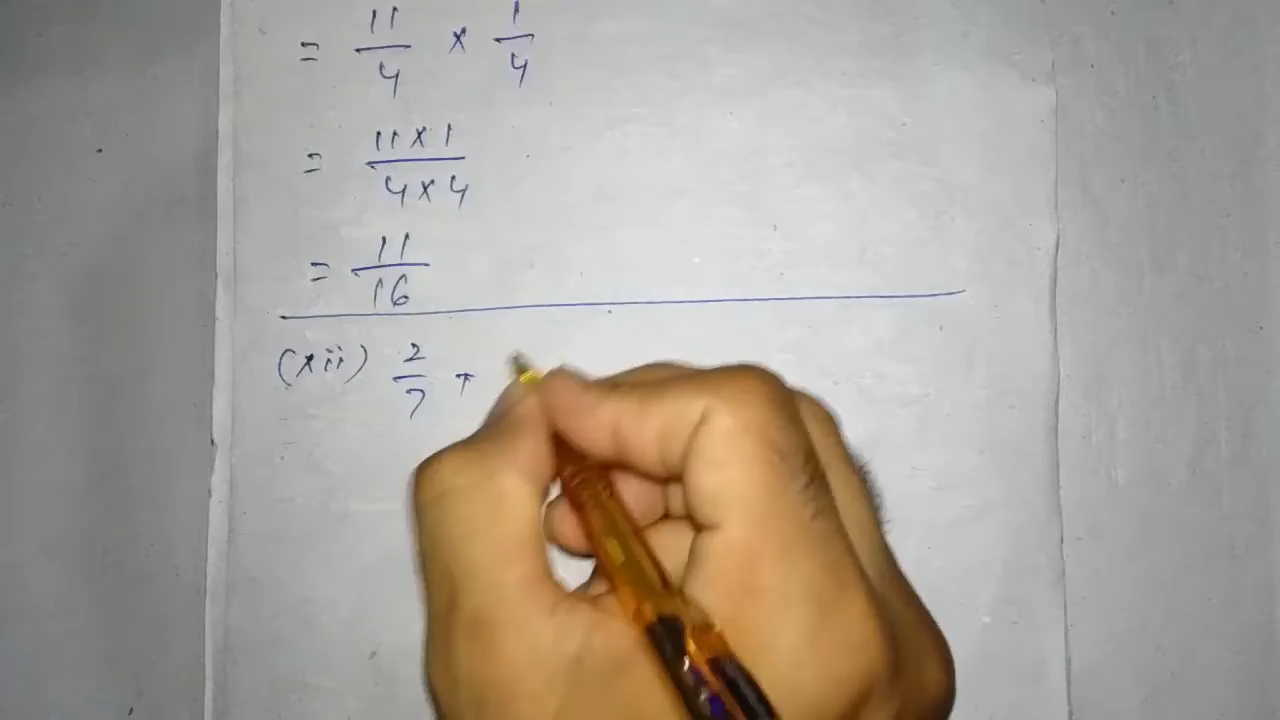 = 11/4 × 1/4
= 11×1/4×4
= 11/16
(xii) 2/7 +